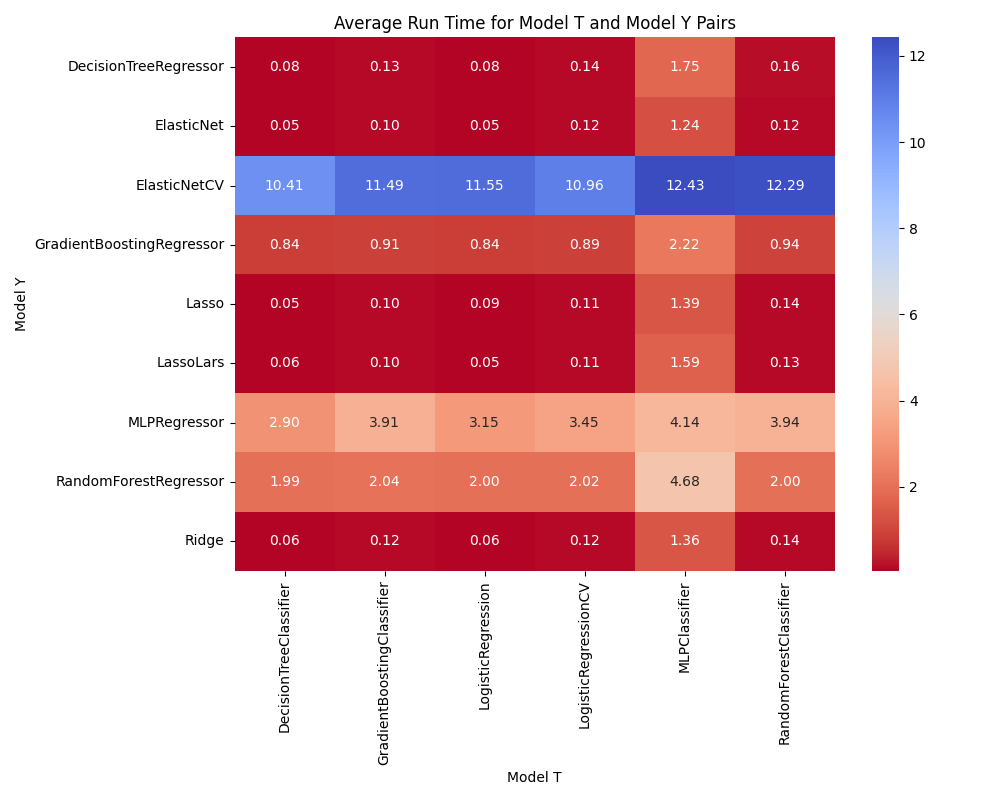 Average Run Time for Model T and Model Y Pairs
Model Y
DecisionTreeRegressor 0.08 0.13 0.08 0.14 1.75 0.16
ElasticNet 0.05 0.10 0.05 0.12 1.24 0.12
ElasticNetCV 10.41 11.49 11.55 10.96 12.43 12.29
GradientBoostingRegressor 0.84 0.91 0.84 0.89 2.22 0.94
Lasso 0.05 0.10 0.09 0.11 1.39 0.14
LassoLars 0.06 0.10 0.05 0.11 1.59 0.13
MLPRegressor 2.90 3.91 3.15 3.45 4.14 3.94
RandomForestRegressor 1.99 2.04 2.00 2.02 4.68 2.00
Ridge 0.06 0.12 0.06 0.12 1.36 0.14
DecisionTreeClassifier
GradientBoostingClassifier
LogisticRegression
LogisticRegressionCV
MLPClassifier
RandomForestClassifier
Model T
12
10
8
6
4
2